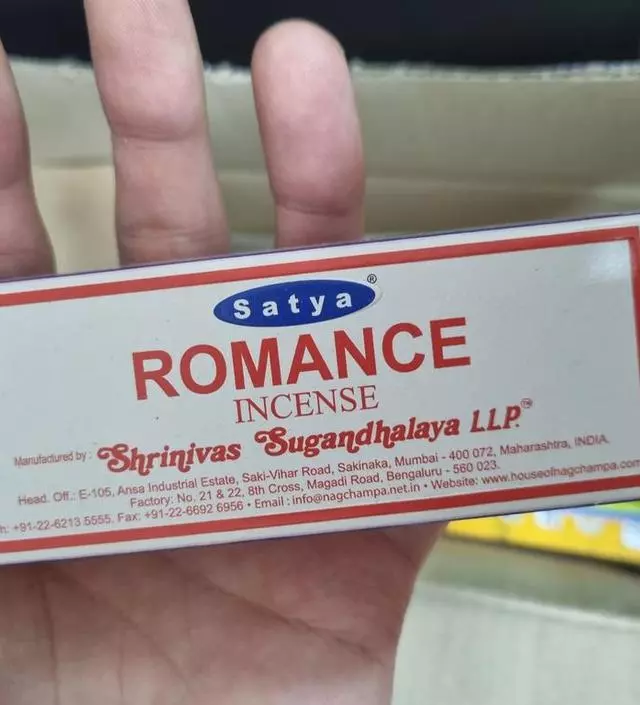 Satya®
ROMANCE
INCENSE
Manufactured by : Shrinivas Sugandhalaya LLP.™
Head. Off.: E-105, Ansa Industrial Estate, Saki-Vihar Road, Sakinaka, Mumbai - 400 072, Maharashtra, INDIA.
Factory: No. 21 & 22, 8th Cross, Magadi Road, Bengaluru - 560 023.
h: +91-22-6213 5555. Fax: +91-22-6692 6956 • Email : info@nagchampa.net.in • Website: www.houseofnagchampa.com